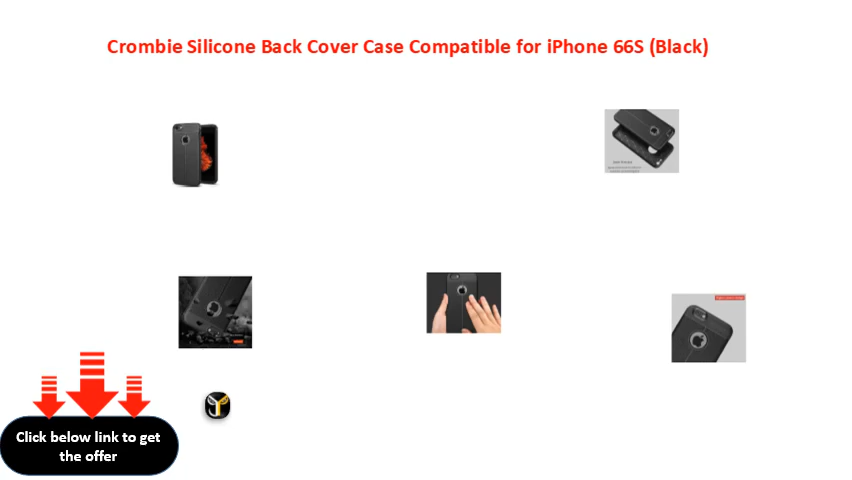 Crombie Silicone Back Cover Case Compatible for iPhone 66S (Black)
Click below link to get
the offer